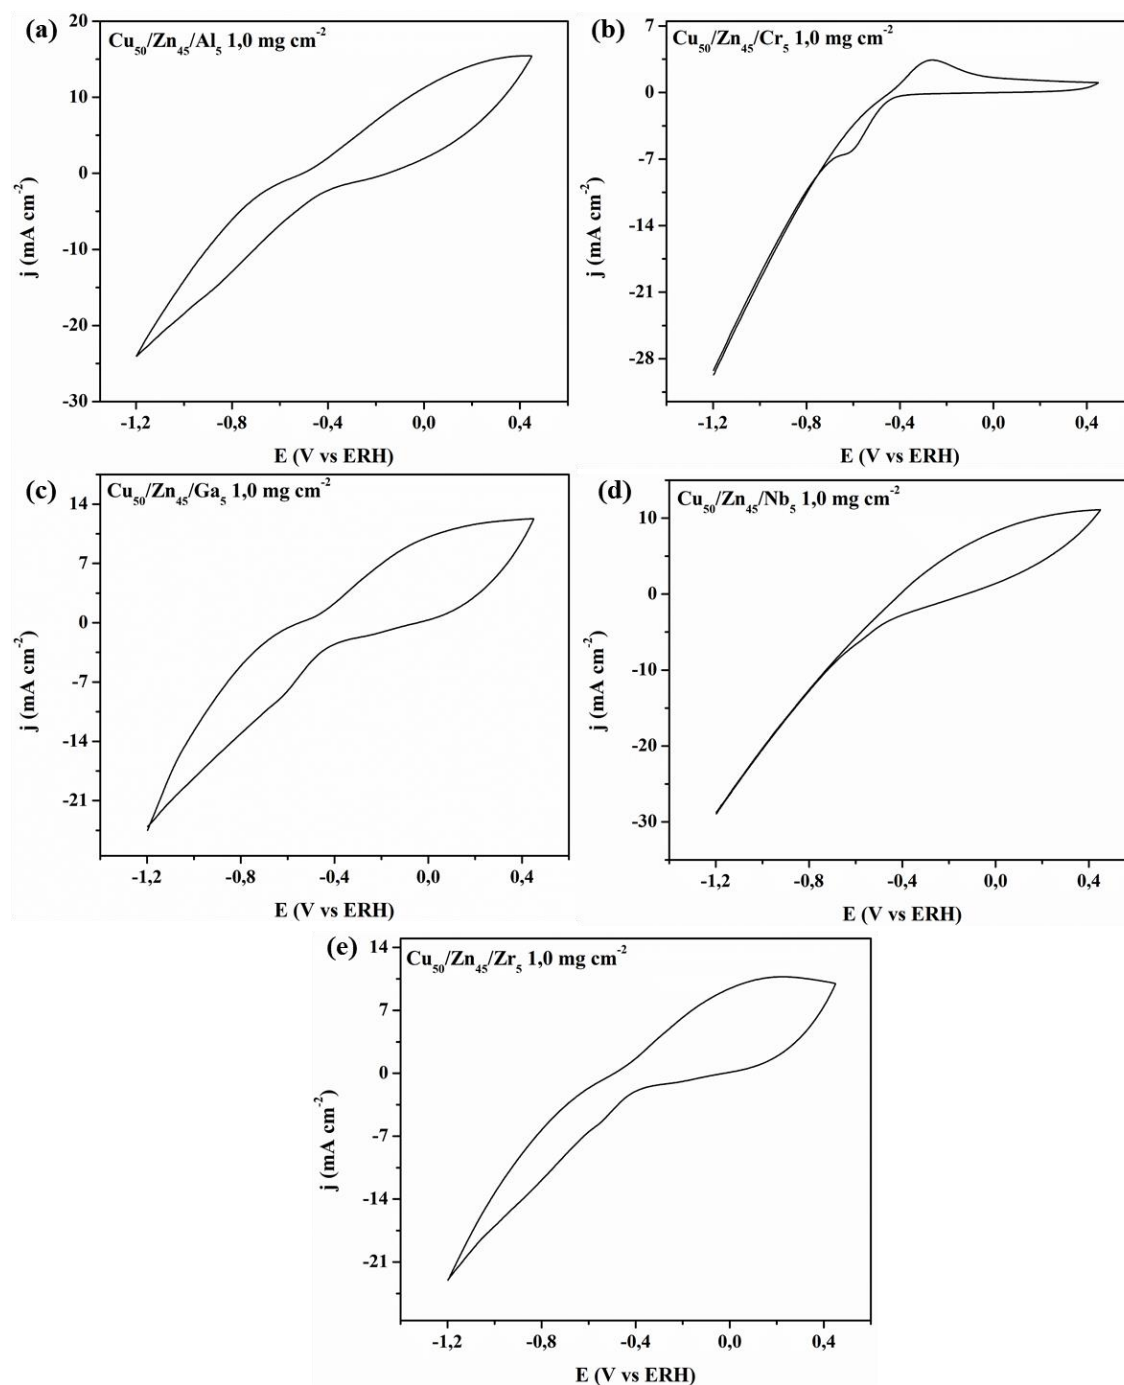 (a)
Cu₅₀/Zn₄₅/Al₅ 1,0 mg cm⁻²
20
10
0
-10
-20
-30
j (mA cm⁻²)
-1,2 -0,8 -0,4 0,0 0,4
E (V vs ERH)
(b)
Cu₅₀/Zn₄₅/Cr₅ 1,0 mg cm⁻²
7
0
-7
-14
-21
-28
j (mA cm⁻²)
-1,2 -0,8 -0,4 0,0 0,4
E (V vs ERH)
(c)
Cu₅₀/Zn₄₅/Ga₅ 1,0 mg cm⁻²
14
7
0
-7
-14
-21
j (mA cm⁻²)
-1,2 -0,8 -0,4 0,0 0,4
E (V vs ERH)
(d)
Cu₅₀/Zn₄₅/Nb₅ 1,0 mg cm⁻²
10
0
-10
-20
-30
j (mA cm⁻²)
-1,2 -0,8 -0,4 0,0 0,4
E (V vs ERH)
(e)
Cu₅₀/Zn₄₅/Zr₅ 1,0 mg cm⁻²
14
7
0
-7
-14
-21
j (mA cm⁻²)
-1,2 -0,8 -0,4 0,0 0,4
E (V vs ERH)